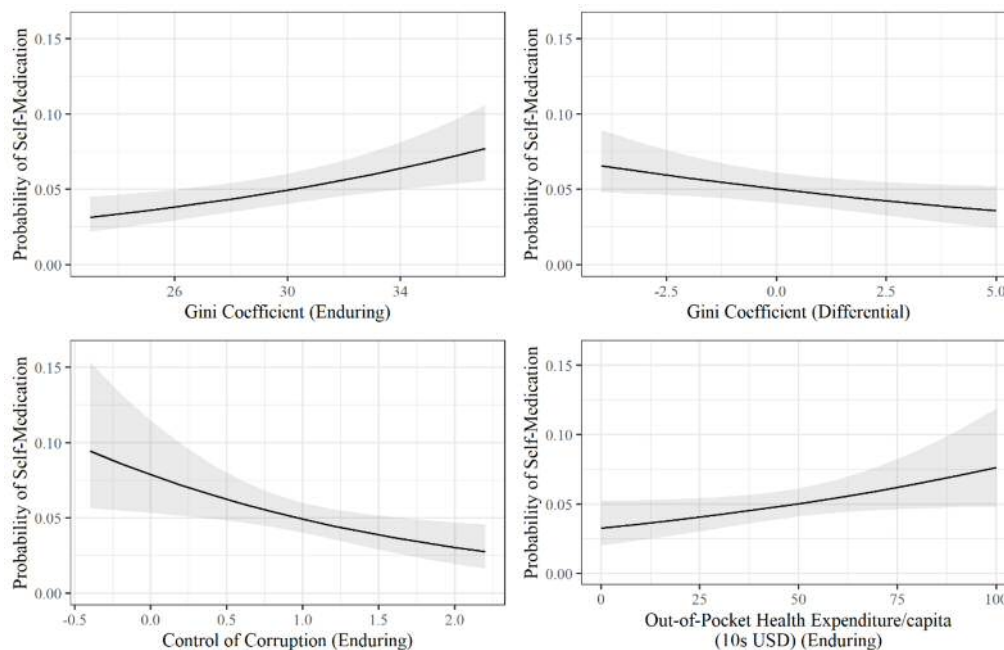 0.15
0.10
0.05
0.00
Probability of Self-Medication
26 30 34
Gini Coefficient (Enduring)
0.15
0.10
0.05
0.00
Probability of Self-Medication
-2.5 0.0 2.5 5.0
Gini Coefficient (Differential)
0.15
0.10
0.05
0.00
Probability of Self-Medication
-0.5 0.0 0.5 1.0 1.5 2.0
Control of Corruption (Enduring)
0.15
0.10
0.05
0.00
Probability of Self-Medication
0 25 50 75 100
Out-of-Pocket Health Expenditure/capita
(10s USD) (Enduring)